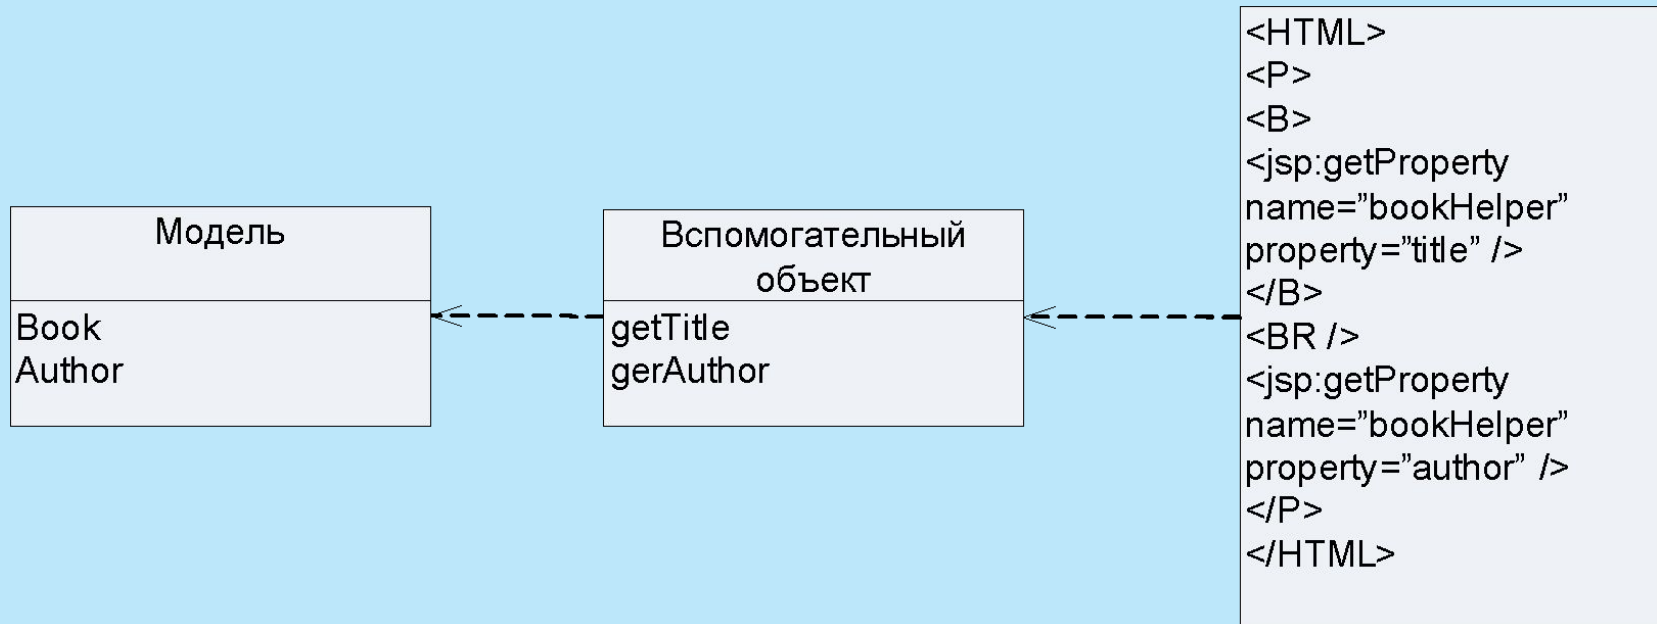 Модель
Book
Author
Вспомогательный
объект
getTitle
gerAuthor
<HTML>
<P>
<B>
<jsp:getProperty
name=”bookHelper”
property=”title” />
</B>
<BR />
<jsp:getProperty
name=”bookHelper”
property=”author” />
</P>
</HTML>